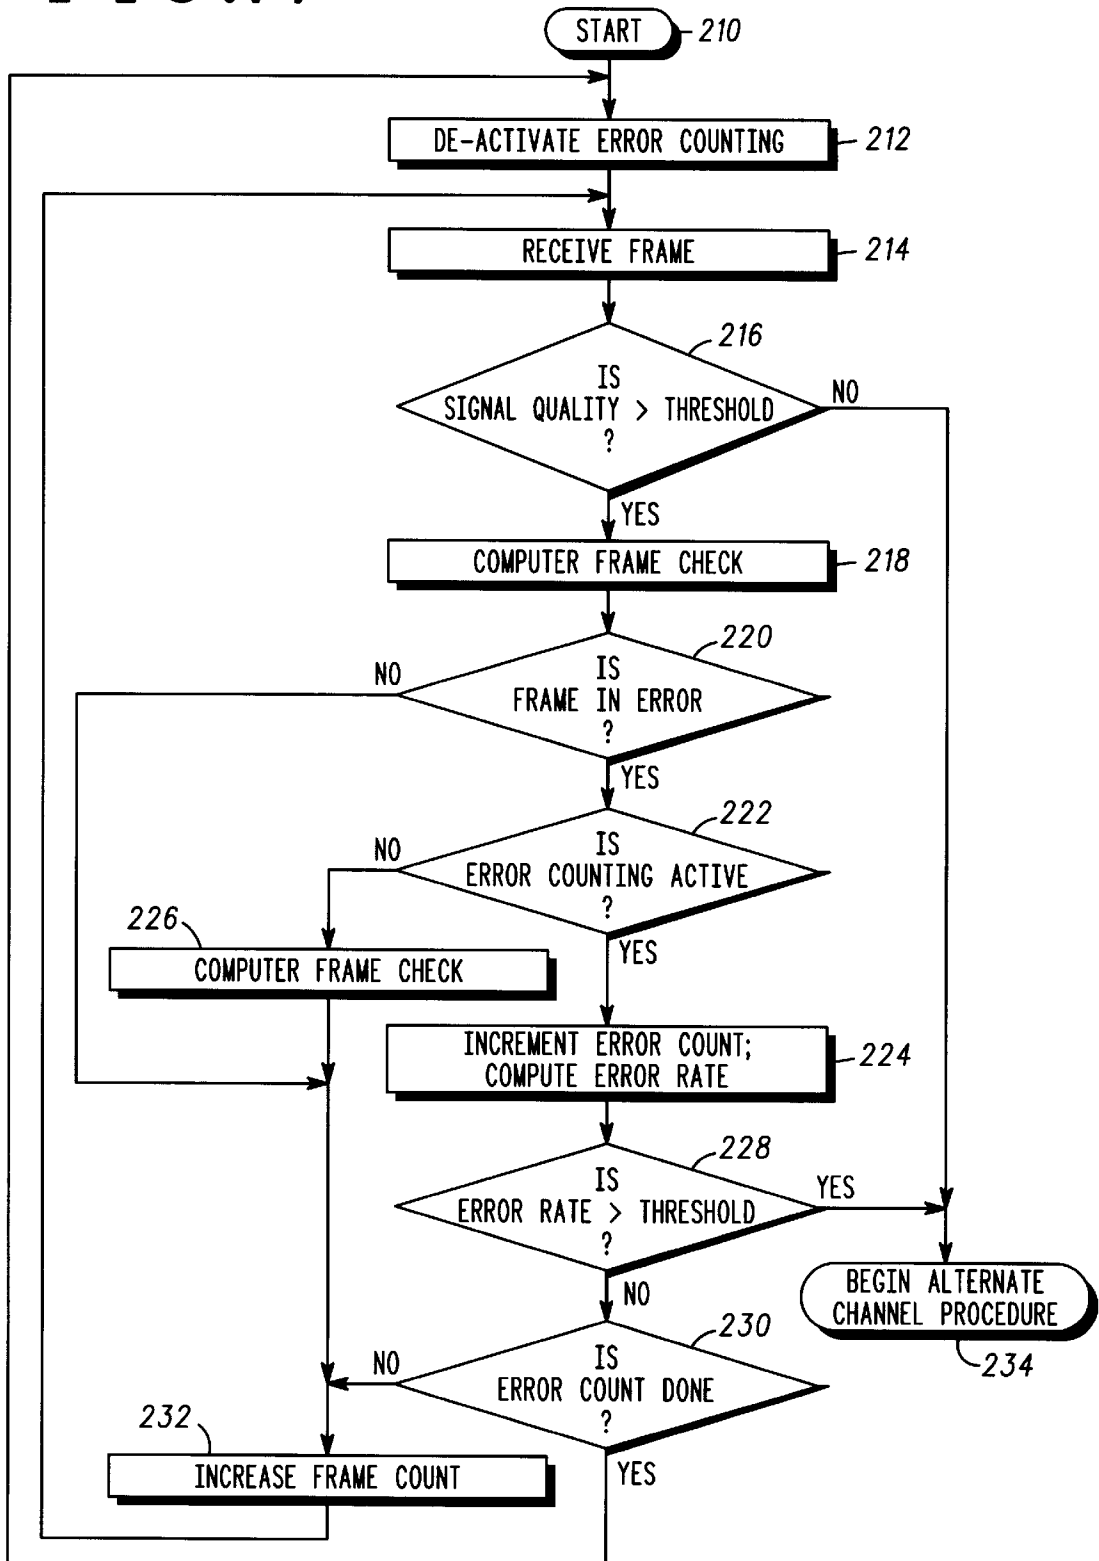 START
210
DE-ACTIVATE ERROR COUNTING
212
RECEIVE FRAME
214
216
IS
SIGNAL QUALITY > THRESHOLD
?
NO
YES
COMPUTER FRAME CHECK
218
220
NO
IS
FRAME IN ERROR
?
YES
222
NO
IS
ERROR COUNTING ACTIVE
?
YES
226
COMPUTER FRAME CHECK
INCREMENT ERROR COUNT;
COMPUTE ERROR RATE
224
228
IS
ERROR RATE > THRESHOLD
?
YES
NO
BEGIN ALTERNATE
CHANNEL PROCEDURE
234
230
NO
IS
ERROR COUNT DONE
?
YES
232
INCREASE FRAME COUNT